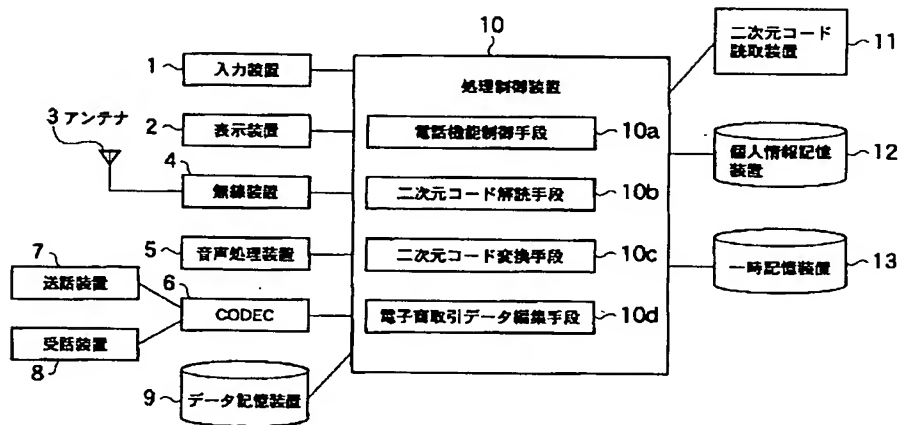 10
処理制御装置
1
入力装置
2
表示装置
3 アンテナ
4
無線装置
5
音声処理装置
6
CODEC
7
送話装置
8
受話装置
9
データ記憶装置
電話機能制御手段
10a
二次元コード解読手段
10b
二次元コード変換手段
10c
電子商取引データ編集手段
10d
二次元コード
読取装置
11
個人情報記憶
装置
12
一時記憶装置
13